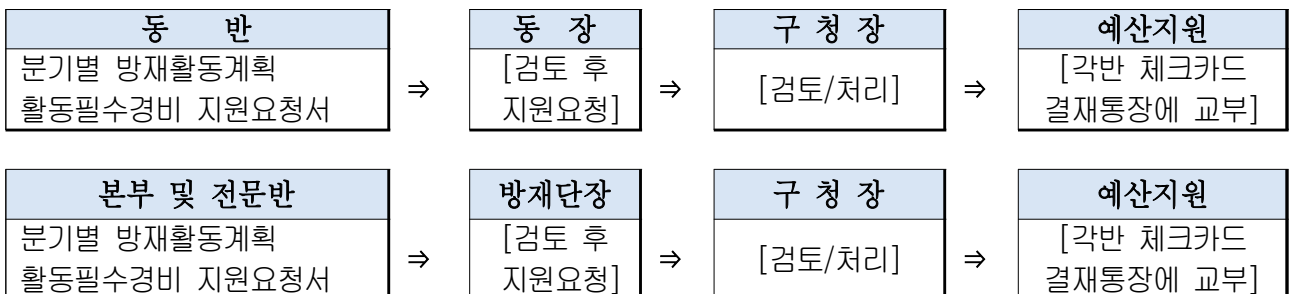 동 반
분기별 방재활동계획
활동필수경비 지원요청서
⇒
동 장
[검토 후
지원요청]
⇒
구 청 장
[검토/처리]
⇒
예산지원
[각반 체크카드
결재통장에 교부]
본부 및 전문반
분기별 방재활동계획
활동필수경비 지원요청서
⇒
방재단장
[검토 후
지원요청]
⇒
구 청 장
[검토/처리]
⇒
예산지원
[각반 체크카드
결재통장에 교부]